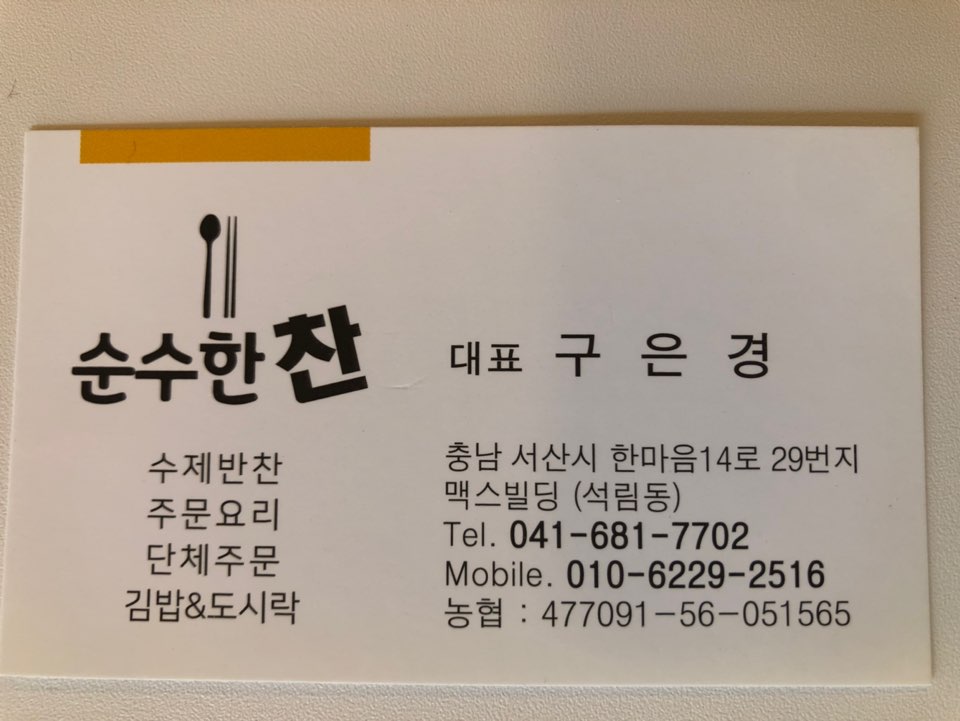 순수한찬
수제반찬
주문요리
단체주문
김밥&도시락
대표 구 은 경
충남 서산시 한마음14로 29번지
맥스빌딩 (석림동)
Tel. 041-681-7702
Mobile. 010-6229-2516
농협 : 477091-56-051565